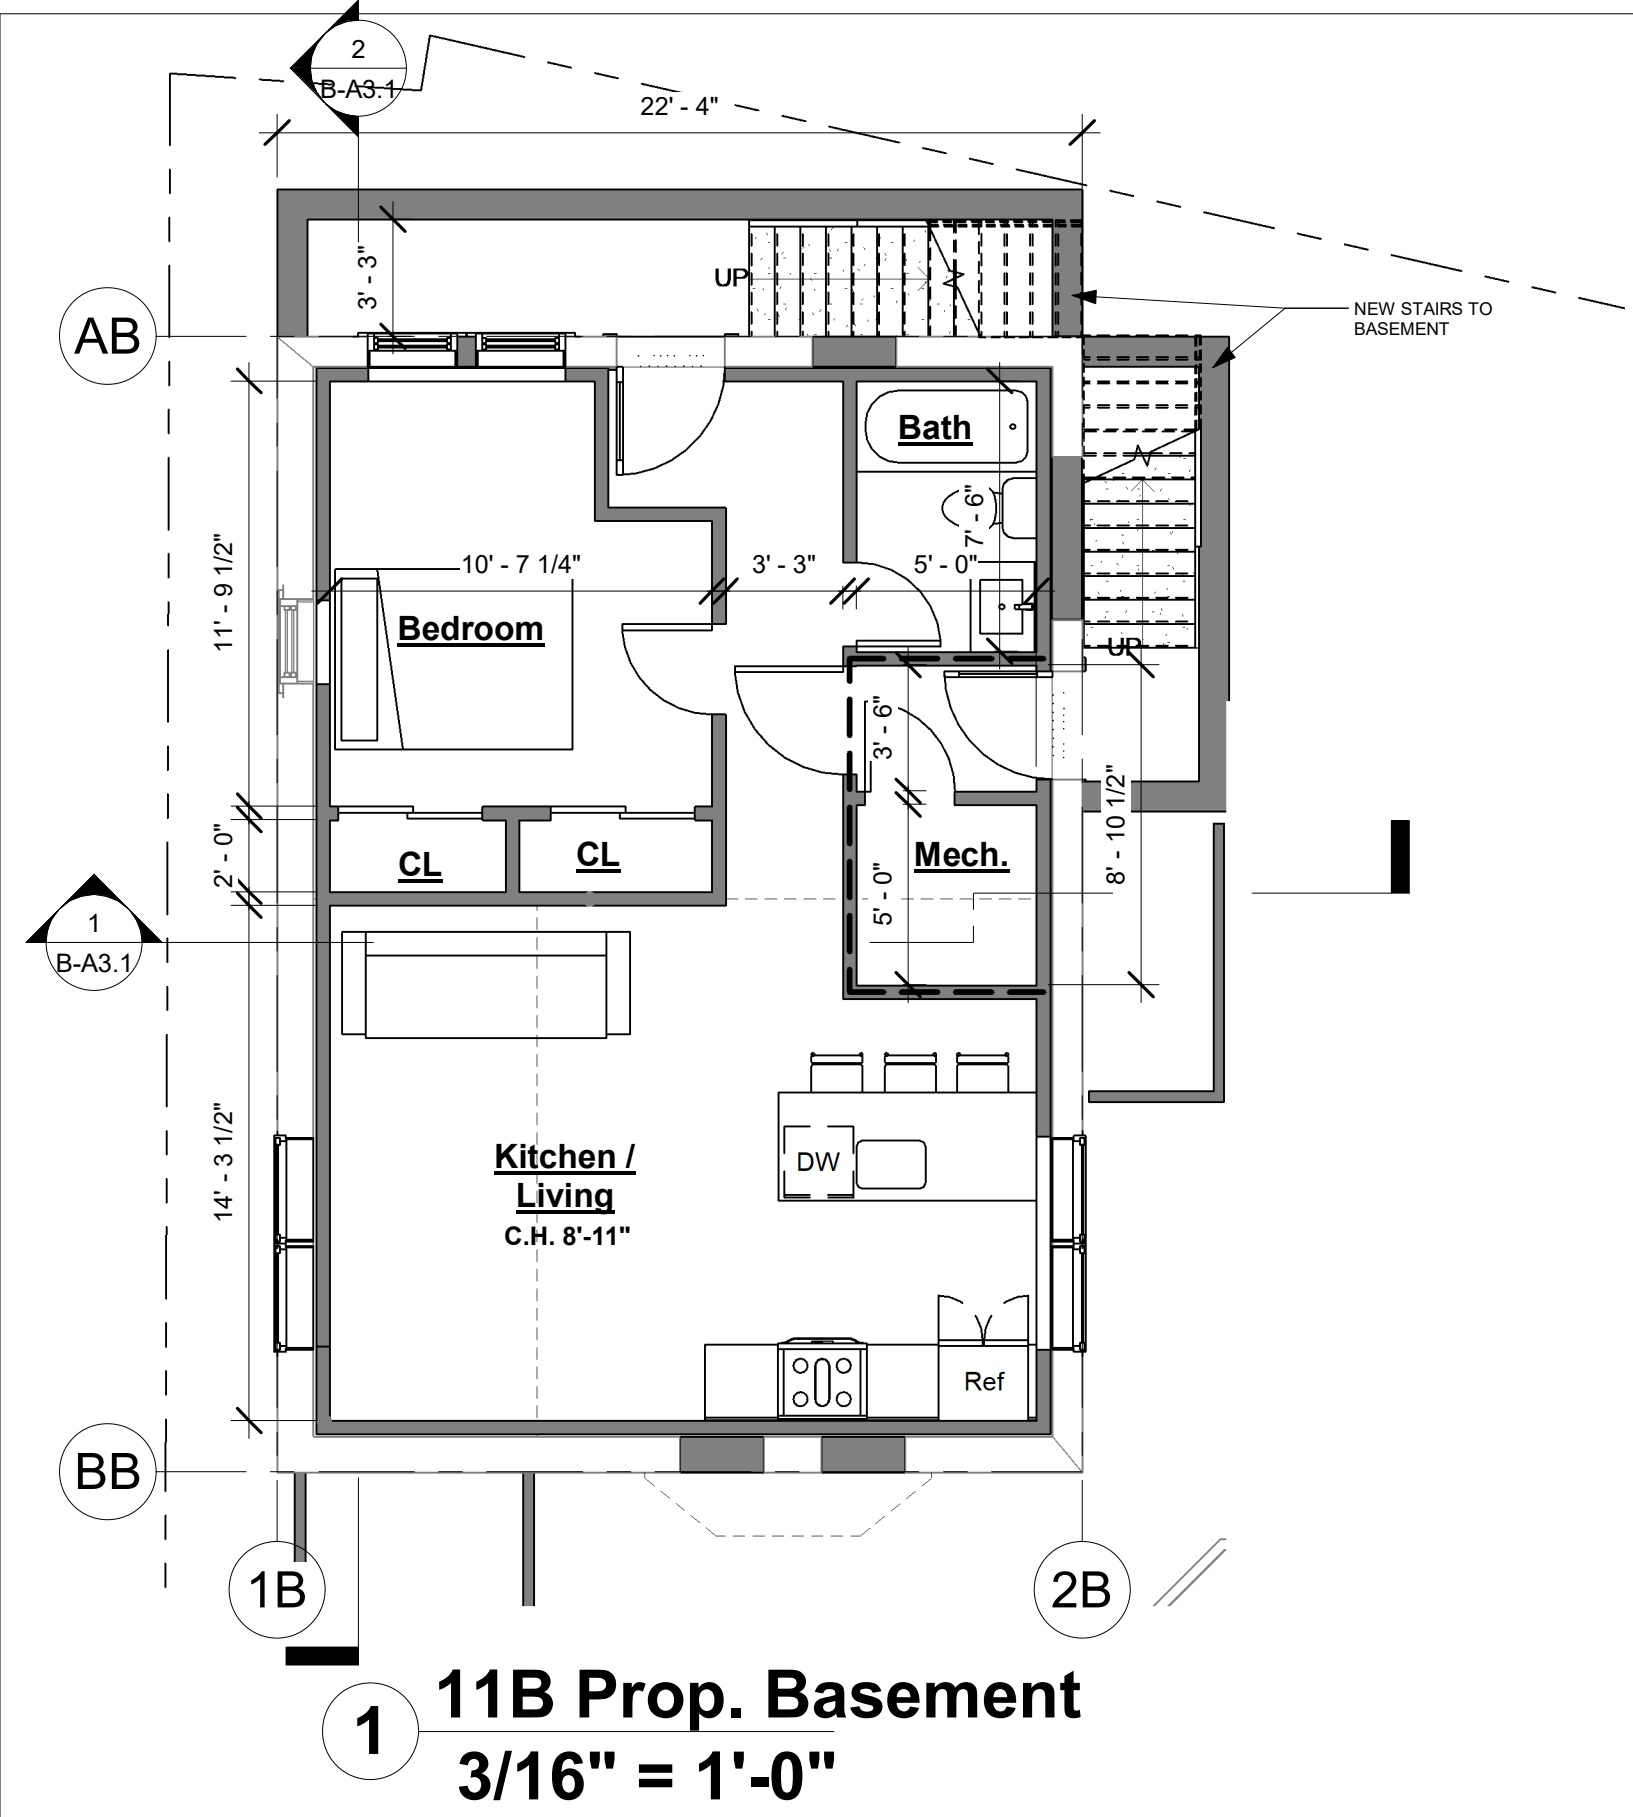 2
B-A3.1
22' - 4"
3' - 3"
UP
AB
NEW STAIRS TO
BASEMENT
Bath
7' - 6"
11' - 9 1/2"
10' - 7 1/4"
3' - 3"
5' - 0"
Bedroom
UP
3' - 6"
8' - 10 1/2"
2' - 0"
CL
CL
Mech.
5' - 0"
1
B-A3.1
14' - 3 1/2"
Kitchen /
Living
C.H. 8'-11"
DW
Ref
BB
1B
2B
1
11B Prop. Basement
3/16" = 1'-0"